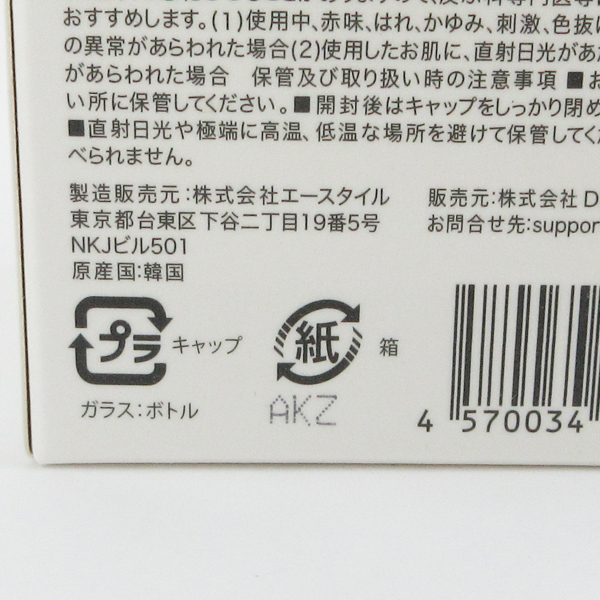 おすすめします。(1)使用中、赤味、はれ、かゆみ、刺激、色抜け
の異常があらわれた場合(2)使用したお肌に、直射日光があた
があらわれた場合 保管及び取り扱い時の注意事項 ■お
い所に保管してください。■開封後はキャップをしっかり閉め
■直射日光や極端に高温、低温な場所を避けて保管してく
べられません。
製造販売元:株式会社エースタイル
東京都台東区下谷二丁目19番5号
NKJビル501
原産国:韓国
販売元:株式会社 D
お問合せ先:suppor
プラ キャップ
紙 箱
ガラス:ボトル
AKZ
4 570034